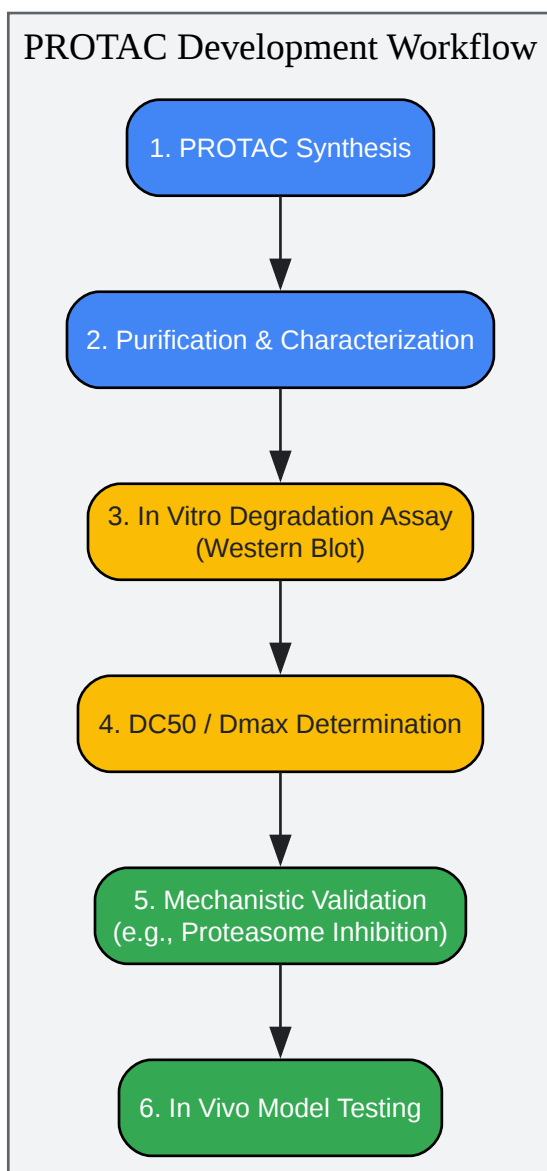 PROTAC Development Workflow
1. PROTAC Synthesis
2. Purification & Characterization
3. In Vitro Degradation Assay
(Western Blot)
4. DC50 / Dmax Determination
5. Mechanistic Validation
(e.g., Proteasome Inhibition)
6. In Vivo Model Testing